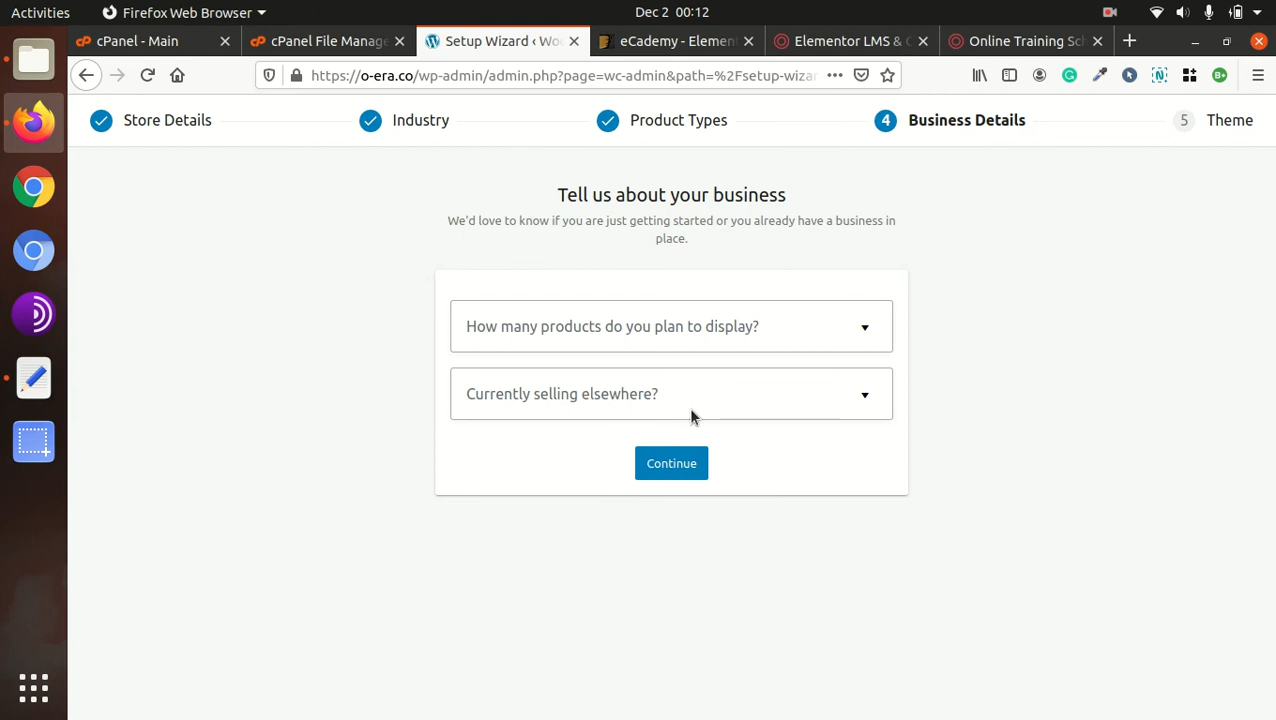 Activities Firefox Web Browser Dec 2 00:12
cPanel - Main cPanel File Manage Setup Wizard ‹ Woo eCademy - Element Elementor LMS & C Online Training Sch
https://o-era.co/wp-admin/admin.php?page=wc-admin&path=%2Fsetup-wizar
Store Details Industry Product Types 4 Business Details 5 Theme
Tell us about your business
We'd love to know if you are just getting started or you already have a business in
place.
How many products do you plan to display?
Currently selling elsewhere?
Continue